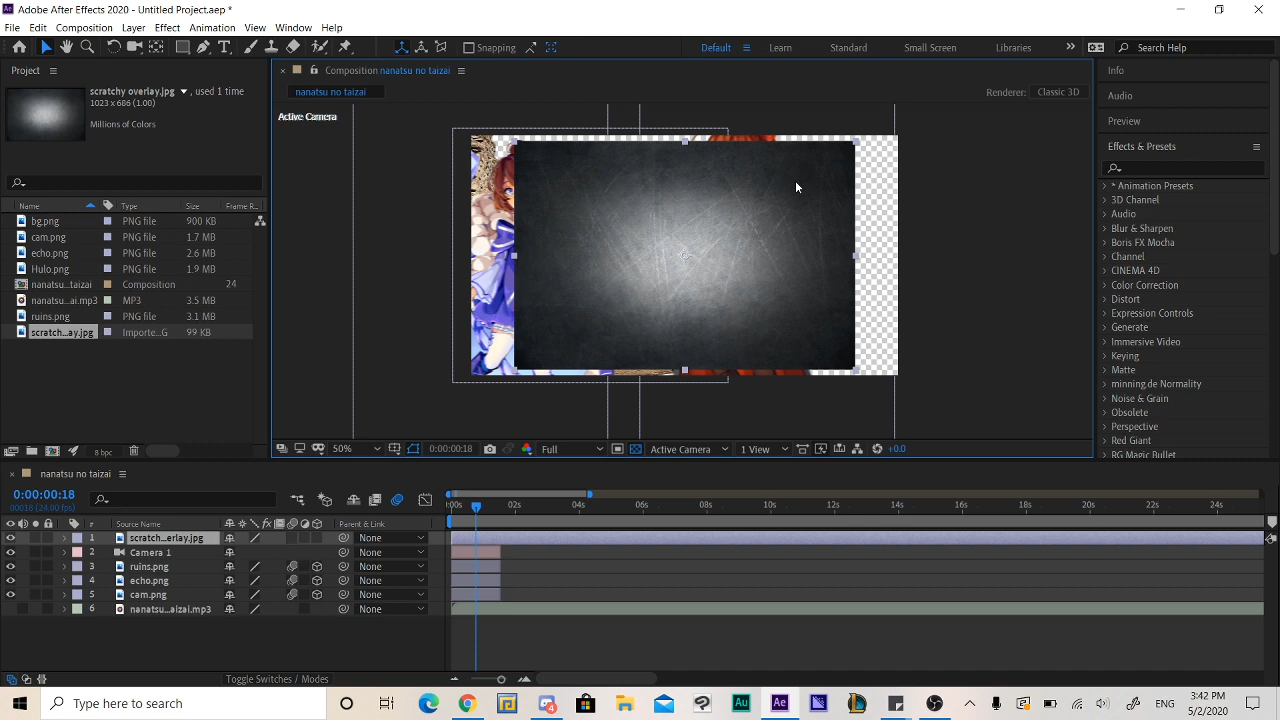 Adobe After Effects 2020 - Untitled Project.aep *
File Edit Composition Layer Effect Animation View Window Help
Snapping Default Learn Standard Small Screen Libraries Search Help
Project
scratchy overlay.jpg , used 1 time
1023 x 686 (1.00)
Millions of Colors
Name Type Size Frame R...
bg.png PNG file 900 KB
cam.png PNG file 1.7 MB
echo.png PNG file 2.6 MB
Hulo.png PNG file 1.9 MB
nanatsu...taizai Composition 24
nanatsu...ai.mp3 MP3 3.5 MB
ruins.png PNG file 3.1 MB
scratch...ay.jpg Importe...G 99 KB
8 bpc
Composition nanatsu no taizai
nanatsu no taizai
Renderer: Classic 3D
Active Camera
50% 0:00:00:18 Full Active Camera 1 View +0.0
Info
Audio
Preview
Effects & Presets
* Animation Presets
3D Channel
Audio
Blur & Sharpen
Boris FX Mocha
Channel
CINEMA 4D
Color Correction
Distort
Expression Controls
Generate
Immersive Video
Keying
Matte
minning.de Normality
Noise & Grain
Obsolete
Perspective
Red Giant
RG Magic Bullet
nanatsu no taizai
0:00:00:18
00018 (24.00 fps)
:00s 02s 04s 06s 08s 10s 12s 14s 16s 18s 20s 22s 24s
# Source Name Parent & Link
1 scratch...erlay.jpg None
2 Camera 1 None
3 ruins.png None
4 echo.png None
5 cam.png None
6 nanatsu...aizai.mp3 None
Toggle Switches / Modes
Type here to search
4
Au
Ae
ENG
3:42 PM
5/2/2020